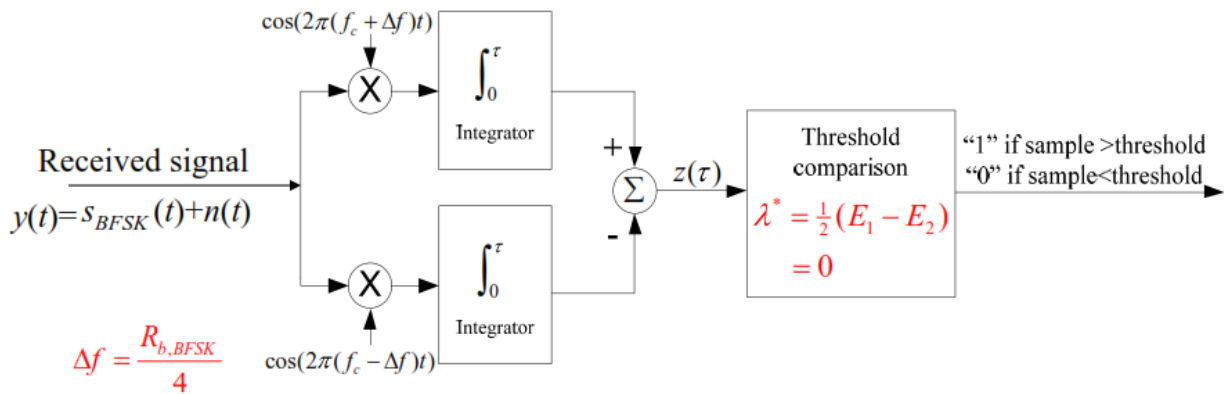 cos(2π(f_c + Δf)t)
X
∫_0^τ
Integrator
Received signal
y(t)=s_BFSK(t)+n(t)
+
Σ
-
z(τ)
Threshold
comparison
λ* = ½(E_1 − E_2)
= 0
“1” if sample >threshold
“0” if sample<threshold
X
∫_0^τ
Integrator
cos(2π(f_c − Δf)t)
Δf = R_b,BFSK / 4